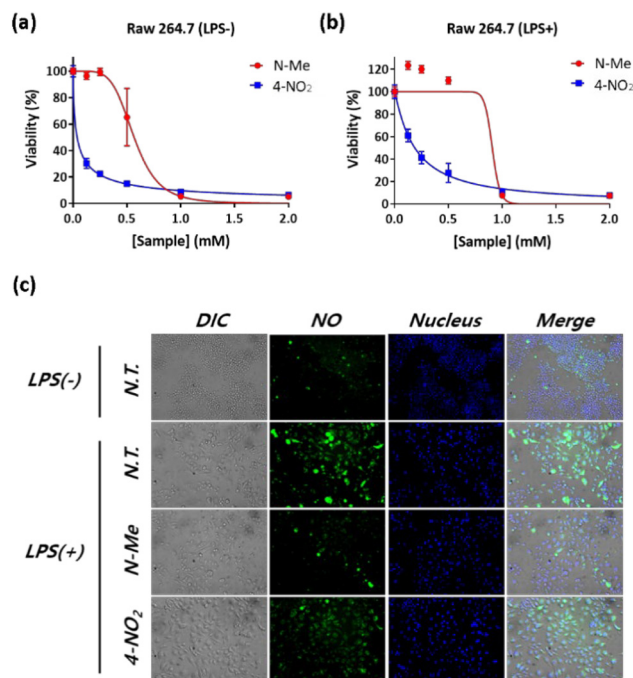 (a)
Raw 264.7 (LPS-)
N-Me
4-NO₂
Viability (%)
120
100
80
60
40
20
0
0.0
0.5
1.0
1.5
2.0
[Sample] (mM)
(b)
Raw 264.7 (LPS+)
N-Me
4-NO₂
Viability (%)
120
100
80
60
40
20
0
0.0
0.5
1.0
1.5
2.0
[Sample] (mM)
(c)
DIC NO Nucleus Merge
LPS(-)
N.T.
LPS(+)
N.T.
N-Me
4-NO₂